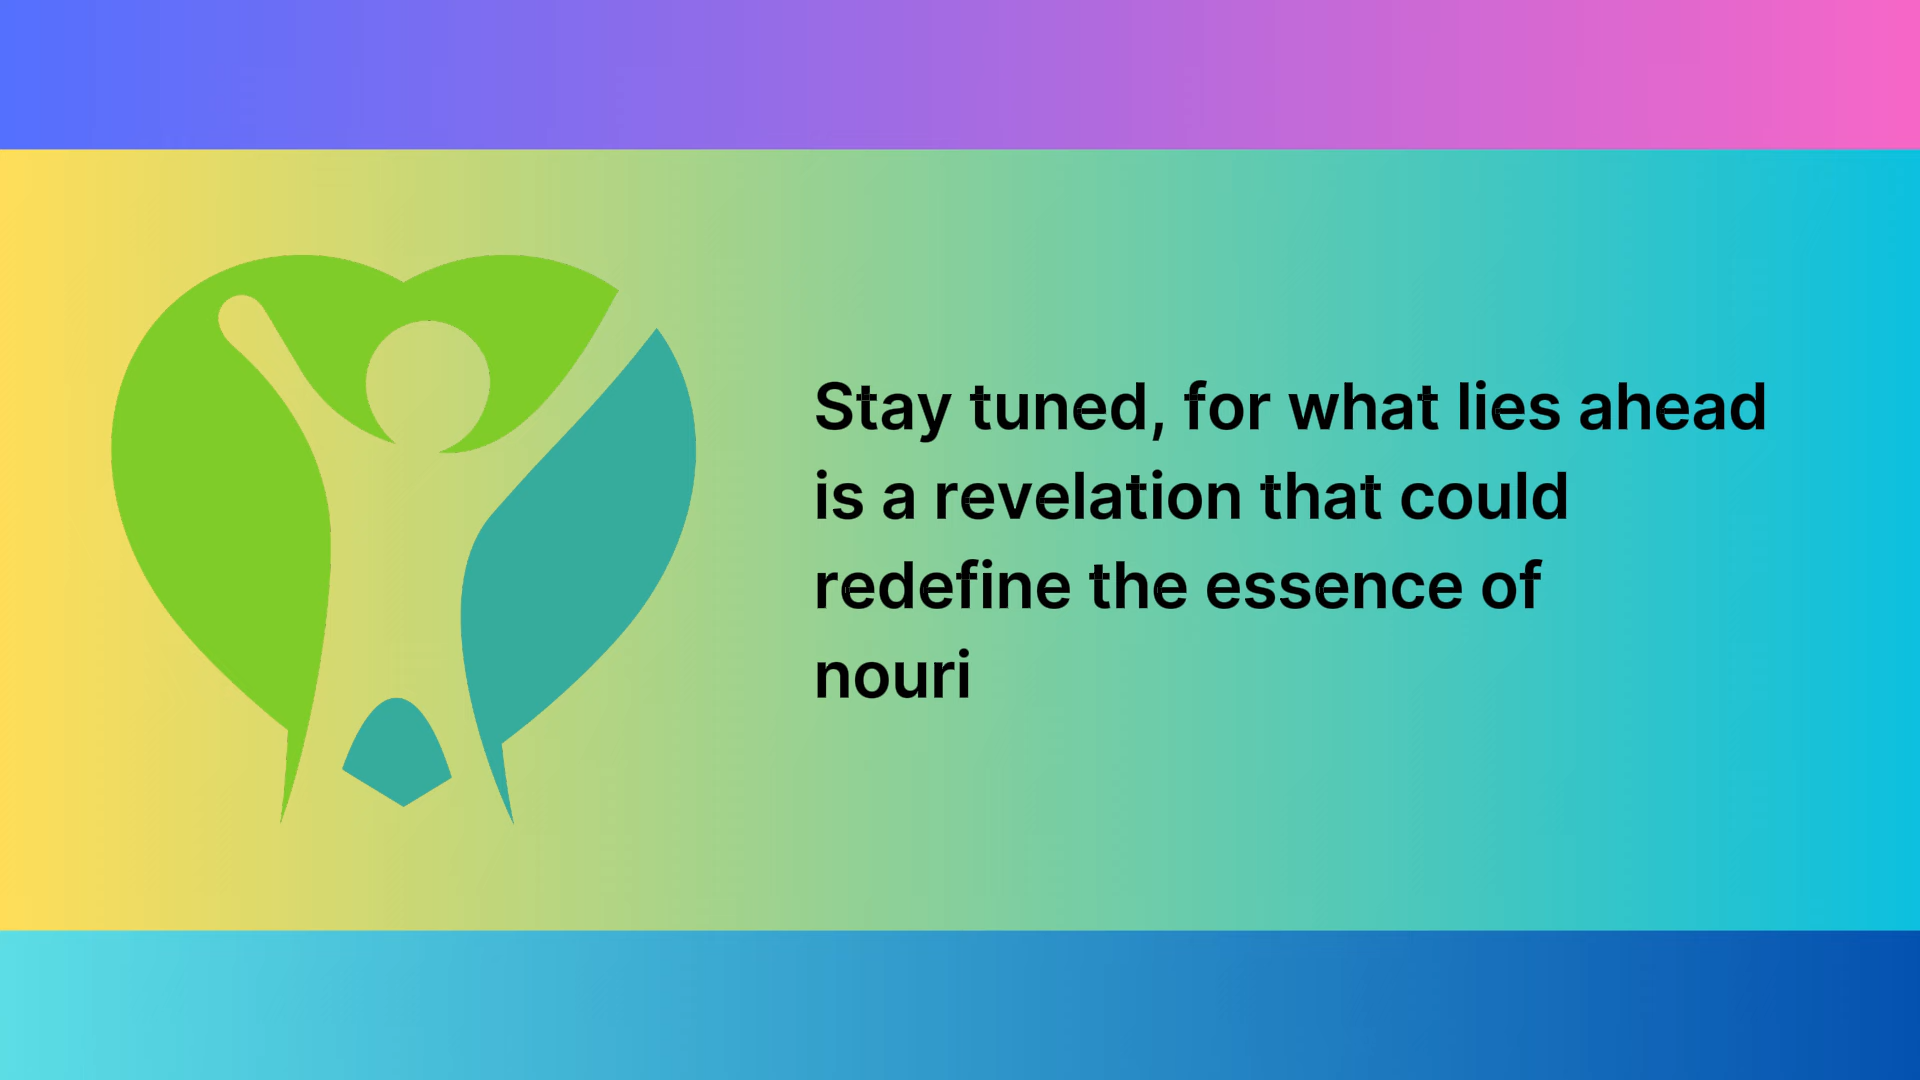 Stay tuned, for what lies ahead
is a revelation that could
redefine the essence of
nouri